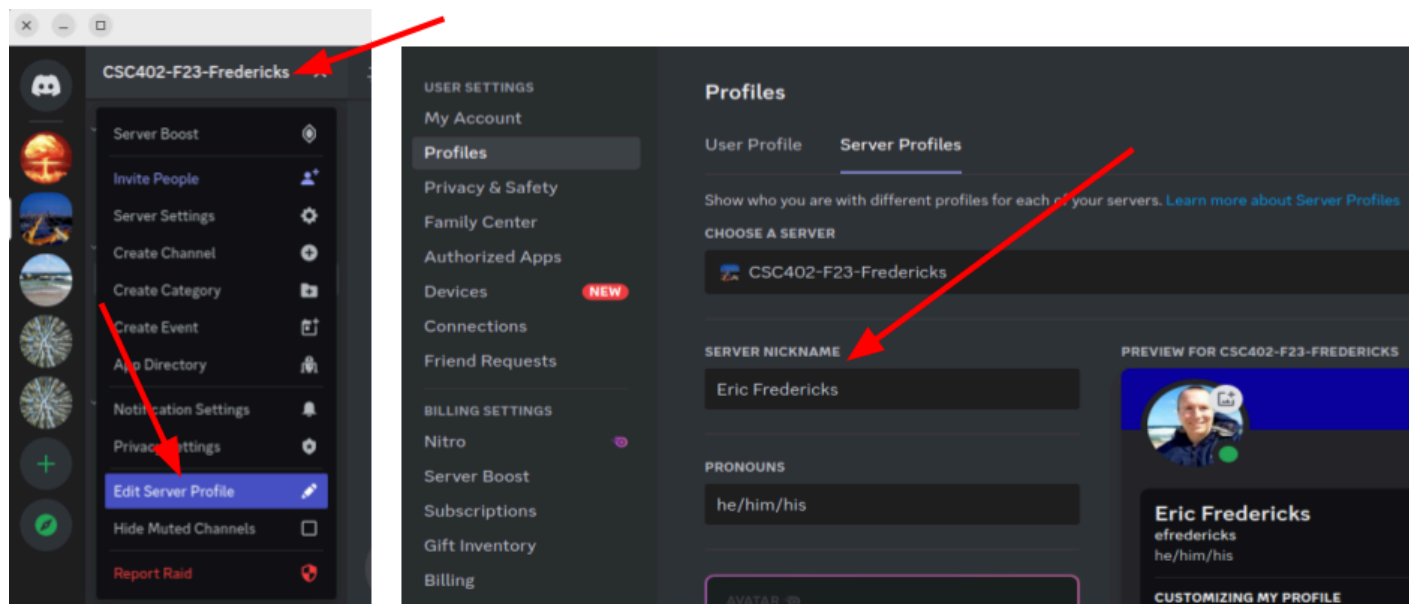 CSC402-F23-Fredericks
Server Boost
Invite People
Server Settings
Create Channel
Create Category
Create Event
App Directory
Notification Settings
Privacy Settings
Edit Server Profile
Hide Muted Channels
Report Raid
USER SETTINGS
My Account
Profiles
Privacy & Safety
Family Center
Authorized Apps
Devices NEW
Connections
Friend Requests
BILLING SETTINGS
Nitro
Server Boost
Subscriptions
Gift Inventory
Billing
Profiles
User Profile Server Profiles
Show who you are with different profiles for each of your servers. Learn more about Server Profiles
CHOOSE A SERVER
CSC402-F23-Fredericks
SERVER NICKNAME
Eric Fredericks
PRONOUNS
he/him/his
AVATAR
PREVIEW FOR CSC402-F23-FREDERICKS
Eric Fredericks
efredericks
he/him/his
CUSTOMIZING MY PROFILE